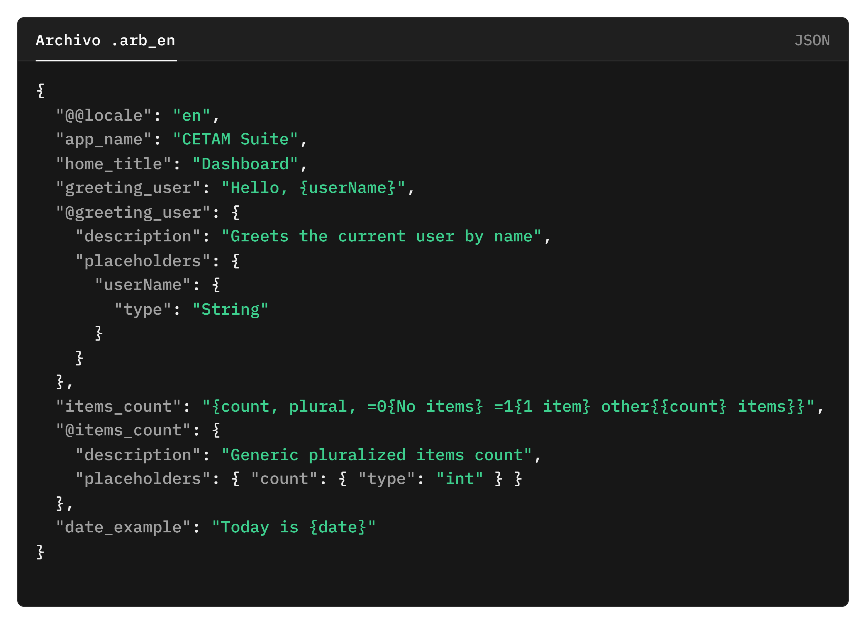 Archivo .arb_en
JSON
{
  "@@locale": "en",
  "app_name": "CETAM Suite",
  "home_title": "Dashboard",
  "greeting_user": "Hello, {userName}",
  "@greeting_user": {
    "description": "Greets the current user by name",
    "placeholders": {
      "userName": {
        "type": "String"
      }
    }
  },
  "items_count": "{count, plural, =0{No items} =1{1 item} other{{count} items}}",
  "@items_count": {
    "description": "Generic pluralized items count",
    "placeholders": { "count": { "type": "int" } }
  },
  "date_example": "Today is {date}"
}